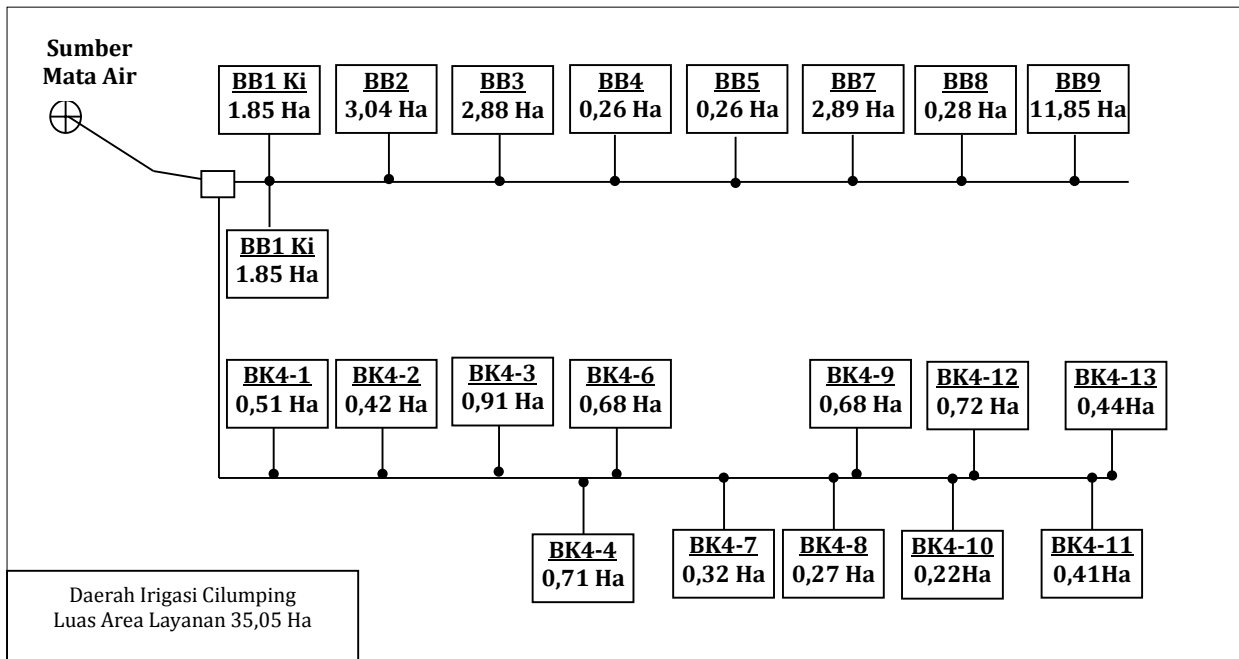 Sumber
Mata Air
BB1 Ki
1.85 Ha
BB2
3,04 Ha
BB3
2,88 Ha
BB4
0,26 Ha
BB5
0,26 Ha
BB7
2,89 Ha
BB8
0,28 Ha
BB9
11,85 Ha
BB1 Ki
1.85 Ha
BK4-1
0,51 Ha
BK4-2
0,42 Ha
BK4-3
0,91 Ha
BK4-6
0,68 Ha
BK4-9
0,68 Ha
BK4-12
0,72 Ha
BK4-13
0,44Ha
BK4-4
0,71 Ha
BK4-7
0,32 Ha
BK4-8
0,27 Ha
BK4-10
0,22Ha
BK4-11
0,41Ha
Daerah Irigasi Cilumping
Luas Area Layanan 35,05 Ha